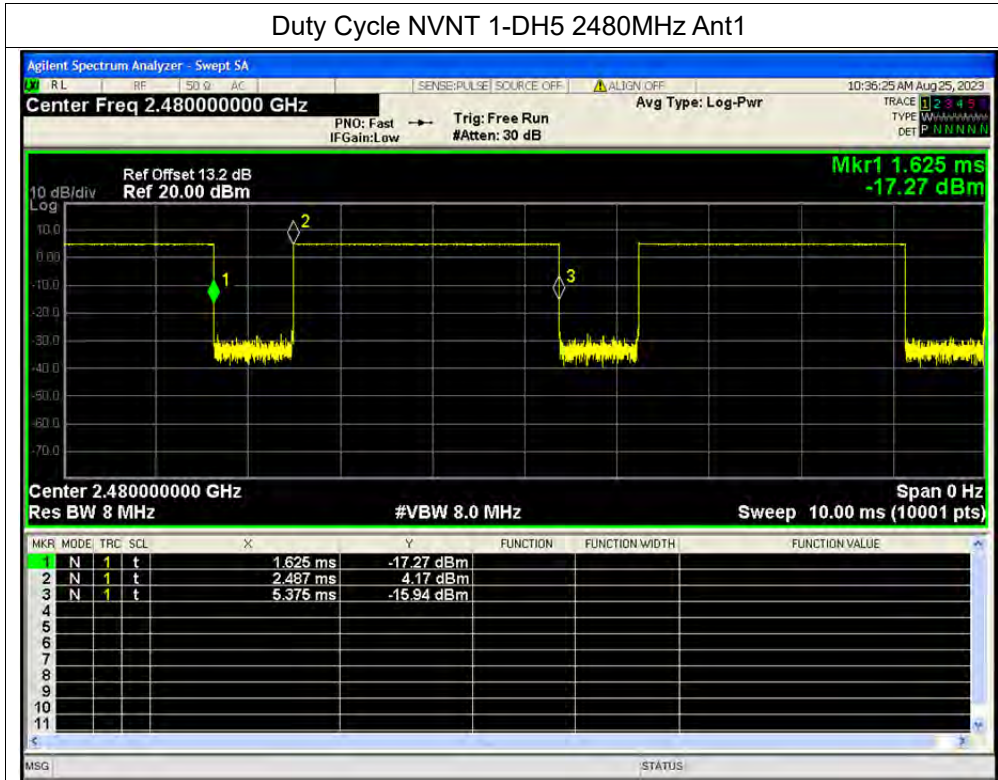 Duty Cycle NVNT 1-DH5 2480MHz Ant1
Agilent Spectrum Analyzer - Swept SA
RL RF 50 Ω AC SENSE:PULSE SOURCE OFF ALIGN OFF 10:36:25 AM Aug 25, 2023
Center Freq 2.480000000 GHz Avg Type: Log-Pwr TRACE 1 2 3 4 5 6
PNO: Fast Trig: Free Run TYPE W
IFGain:Low #Atten: 30 dB DET P N N N N N
Mkr1 1.625 ms
Ref Offset 13.2 dB
10 dB/div Ref 20.00 dBm -17.27 dBm
Log
10.0
0.00
-10.0
-20.0
-30.0
-40.0
-50.0
-60.0
-70.0
1
2
3
Center 2.480000000 GHz Span 0 Hz
Res BW 8 MHz #VBW 8.0 MHz Sweep 10.00 ms (10001 pts)
MKR MODE TRC SCL X Y FUNCTION FUNCTION WIDTH FUNCTION VALUE
1 N 1 t 1.625 ms -17.27 dBm
2 N 1 t 2.487 ms 4.17 dBm
3 N 1 t 5.375 ms -15.94 dBm
4
5
6
7
8
9
10
11
MSG STATUS